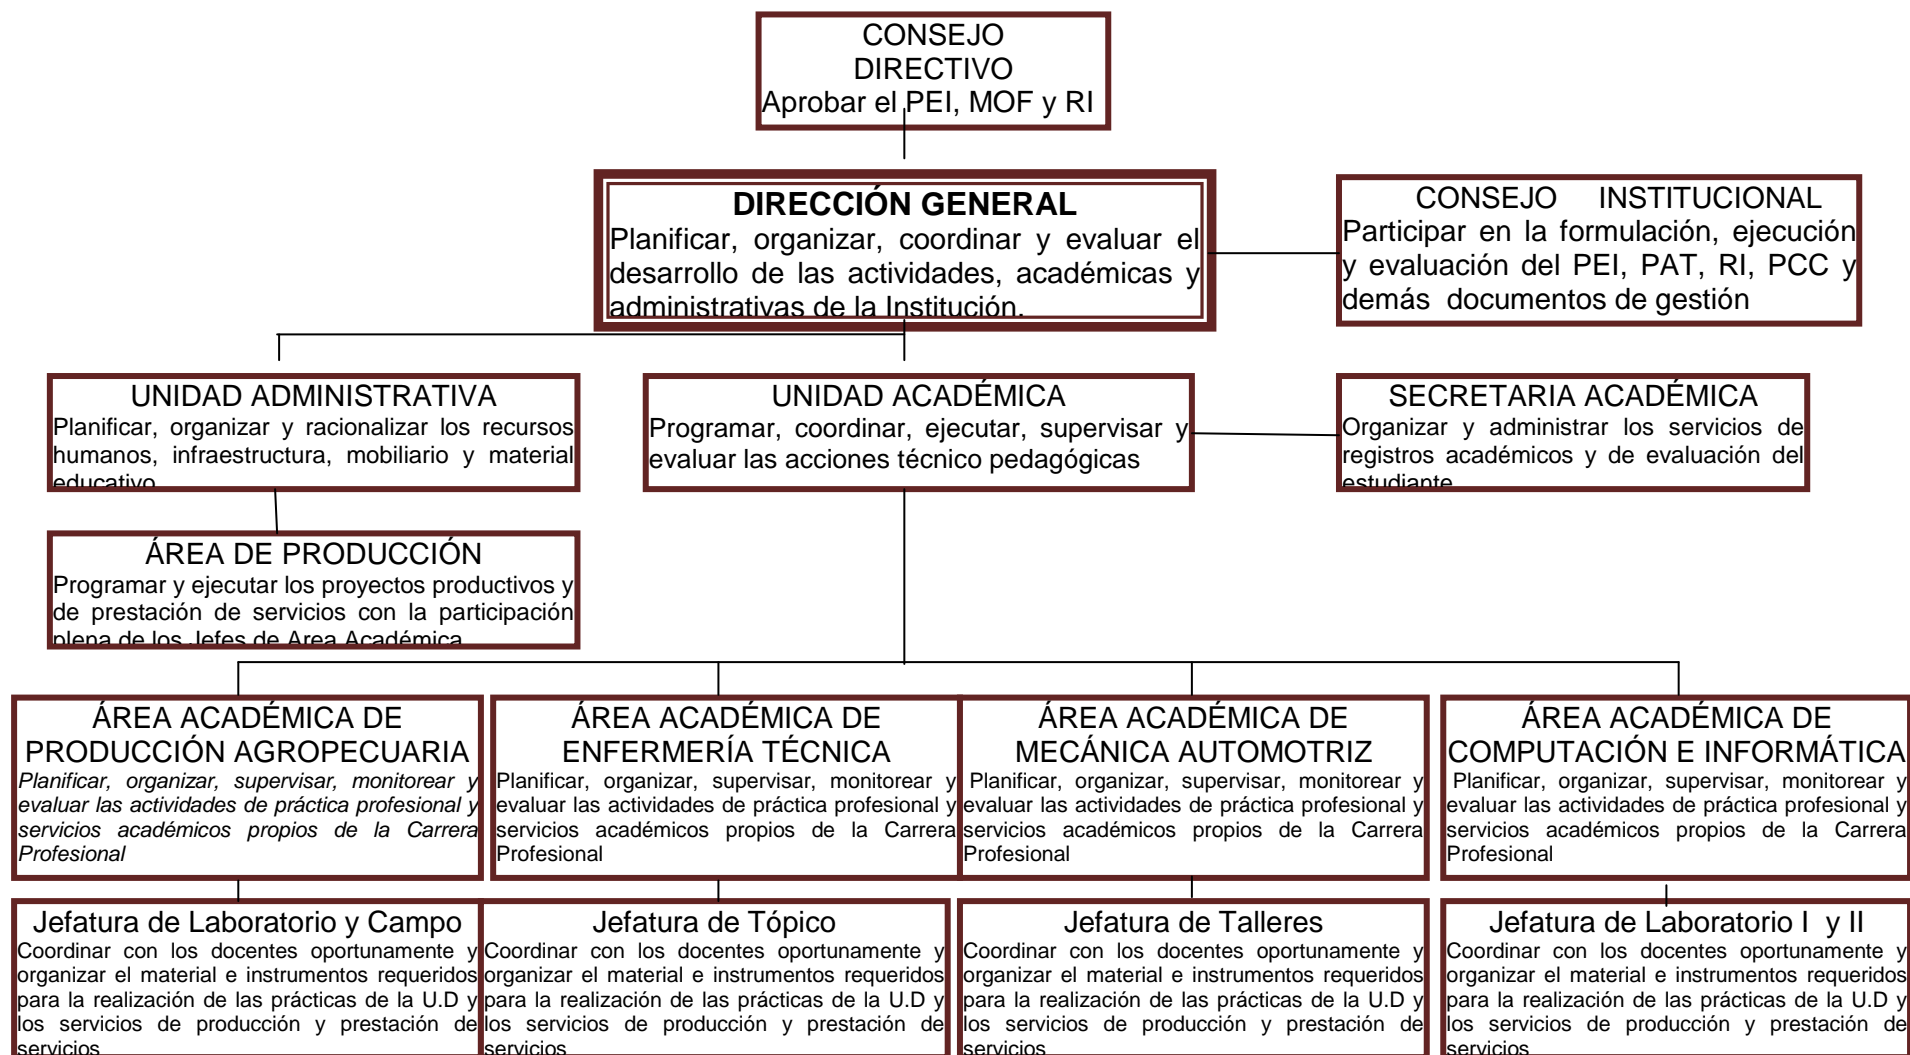 CONSEJO
DIRECTIVO
Aprobar el PEI, MOF y RI
DIRECCIÓN GENERAL
Planificar, organizar, coordinar y evaluar el
desarrollo de las actividades, académicas y
administrativas de la Institución.
CONSEJO INSTITUCIONAL
Participar en la formulación, ejecución
y evaluación del PEI, PAT, RI, PCC y
demás documentos de gestión
UNIDAD ADMINISTRATIVA
Planificar, organizar y racionalizar los recursos
humanos, infraestructura, mobiliario y material
educativo
UNIDAD ACADÉMICA
Programar, coordinar, ejecutar, supervisar y
evaluar las acciones técnico pedagógicas
SECRETARIA ACADÉMICA
Organizar y administrar los servicios de
registros académicos y de evaluación del
estudiante
ÁREA DE PRODUCCIÓN
Programar y ejecutar los proyectos productivos y
de prestación de servicios con la participación
plena de los Jefes de Area Académica
ÁREA ACADÉMICA DE
PRODUCCIÓN AGROPECUARIA
Planificar, organizar, supervisar, monitorear y
evaluar las actividades de práctica profesional y
servicios académicos propios de la Carrera
Profesional
ÁREA ACADÉMICA DE
ENFERMERÍA TÉCNICA
Planificar, organizar, supervisar, monitorear y
evaluar las actividades de práctica profesional y
servicios académicos propios de la Carrera
Profesional
ÁREA ACADÉMICA DE
MECÁNICA AUTOMOTRIZ
Planificar, organizar, supervisar, monitorear y
evaluar las actividades de práctica profesional y
servicios académicos propios de la Carrera
Profesional
ÁREA ACADÉMICA DE
COMPUTACIÓN E INFORMÁTICA
Planificar, organizar, supervisar, monitorear y
evaluar las actividades de práctica profesional y
servicios académicos propios de la Carrera
Profesional
Jefatura de Laboratorio y Campo
Coordinar con los docentes oportunamente y
organizar el material e instrumentos requeridos
para la realización de las prácticas de la U.D y
los servicios de producción y prestación de
servicios
Jefatura de Tópico
Coordinar con los docentes oportunamente y
organizar el material e instrumentos requeridos
para la realización de las prácticas de la U.D y
los servicios de producción y prestación de
servicios
Jefatura de Talleres
Coordinar con los docentes oportunamente y
organizar el material e instrumentos requeridos
para la realización de las prácticas de la U.D y
los servicios de producción y prestación de
servicios
Jefatura de Laboratorio I y II
Coordinar con los docentes oportunamente y
organizar el material e instrumentos requeridos
para la realización de las prácticas de la U.D y
los servicios de producción y prestación de
servicios